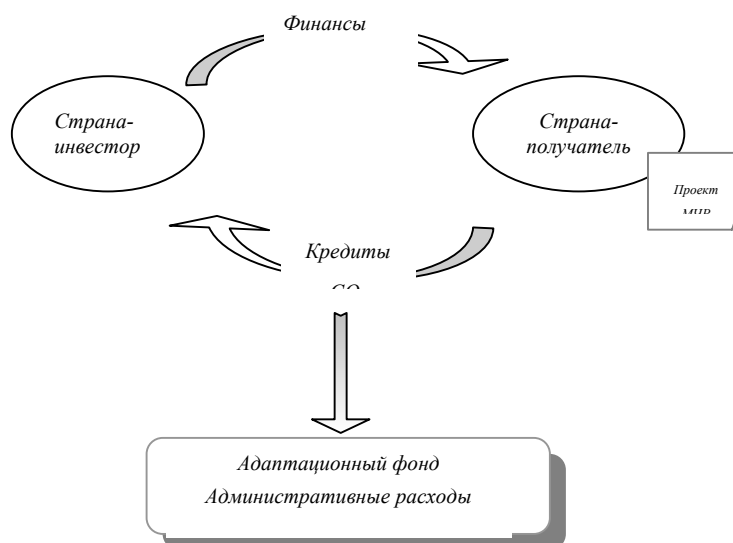 Финансы
Страна-
инвестор
Страна-
получатель
Проект
Кредиты
Адаптационный фонд
Административные расходы